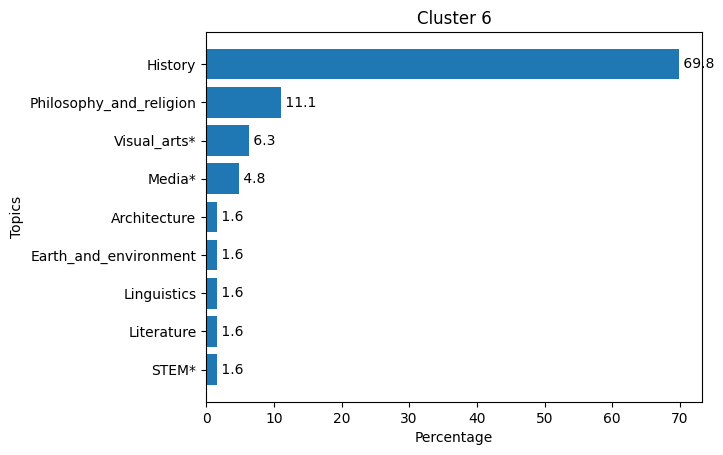 Cluster 6
History 69.8
Philosophy_and_religion 11.1
Visual_arts* 6.3
Media* 4.8
Architecture 1.6
Earth_and_environment 1.6
Linguistics 1.6
Literature 1.6
STEM* 1.6
Topics
0 10 20 30 40 50 60 70
Percentage